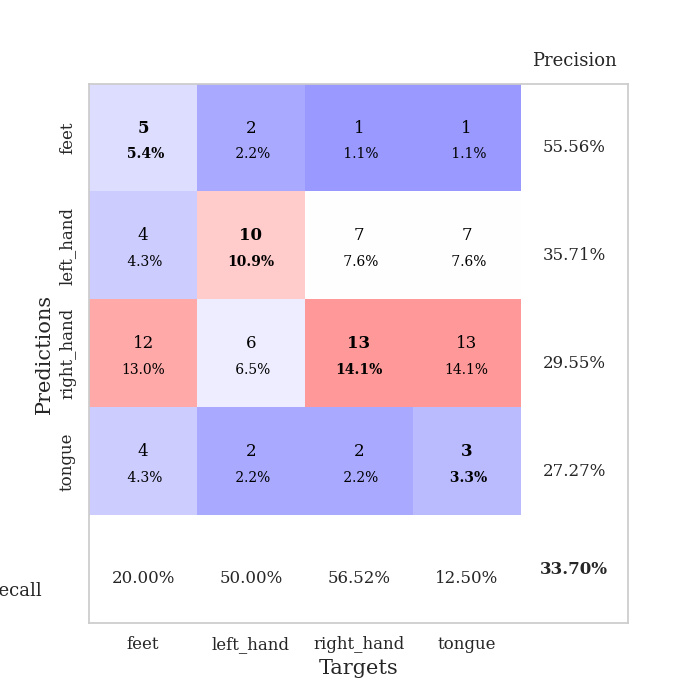 Precision
feet 5 2 1 1 55.56%
5.4% 2.2% 1.1% 1.1%
left_hand 4 10 7 7 35.71%
4.3% 10.9% 7.6% 7.6%
Predictions
right_hand 12 6 13 13 29.55%
13.0% 6.5% 14.1% 14.1%
tongue 4 2 2 3 27.27%
4.3% 2.2% 2.2% 3.3%
ecall 20.00% 50.00% 56.52% 12.50% 33.70%
feet left_hand right_hand tongue
Targets